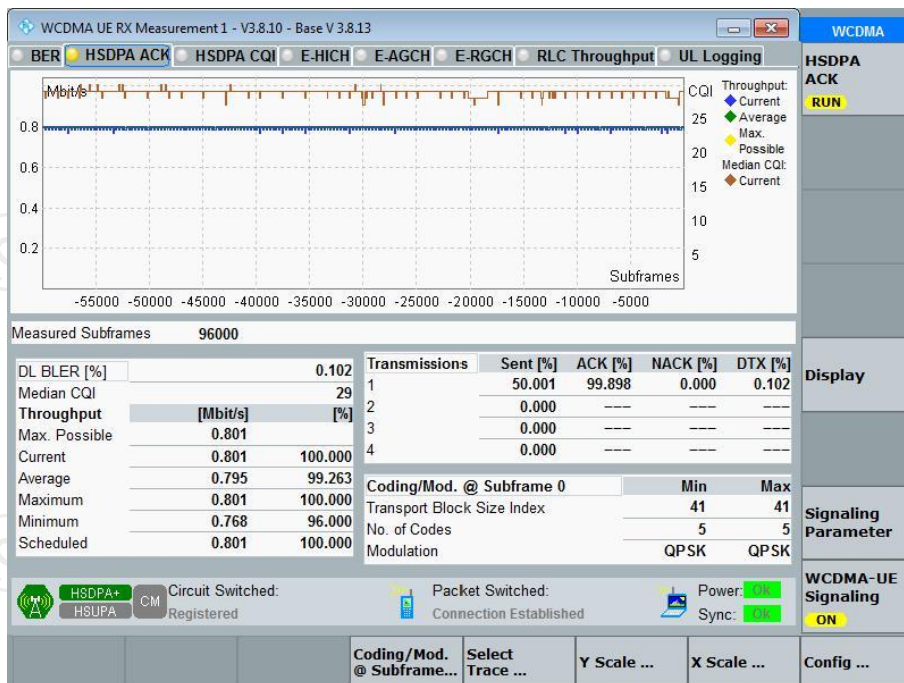 WCDMA UE RX Measurement 1 - V3.8.10 - Base V 3.8.13
WCDMA
BER HSDPA ACK HSDPA CQI E-HICH E-AGCH E-RGCH RLC Throughput UL Logging
HSDPA
ACK
RUN
Mbit/s
CQI
0.8
0.6
0.4
0.2
25
20
15
10
5
Throughput:
Current
Average
Max.
Possible
Median CQI:
Current
Subframes
-55000 -50000 -45000 -40000 -35000 -30000 -25000 -20000 -15000 -10000 -5000
Measured Subframes 96000
DL BLER [%] 0.102
Median CQI 29
Throughput [Mbit/s] [%]
Max. Possible 0.801
Current 0.801 100.000
Average 0.795 99.263
Maximum 0.801 100.000
Minimum 0.768 96.000
Scheduled 0.801 100.000
Transmissions Sent [%] ACK [%] NACK [%] DTX [%]
1 50.001 99.898 0.000 0.102
2 0.000 --- --- ---
3 0.000 --- --- ---
4 0.000 --- --- ---
Coding/Mod. @ Subframe 0 Min Max
Transport Block Size Index 41 41
No. of Codes 5 5
Modulation QPSK QPSK
Display
Signaling
Parameter
WCDMA-UE
Signaling
ON
HSDPA+
HSUPA
CM
Circuit Switched:
Registered
Packet Switched:
Connection Established
Power: Ok
Sync: Ok
Coding/Mod.
@ Subframe...
Select
Trace ...
Y Scale ...
X Scale ...
Config ...